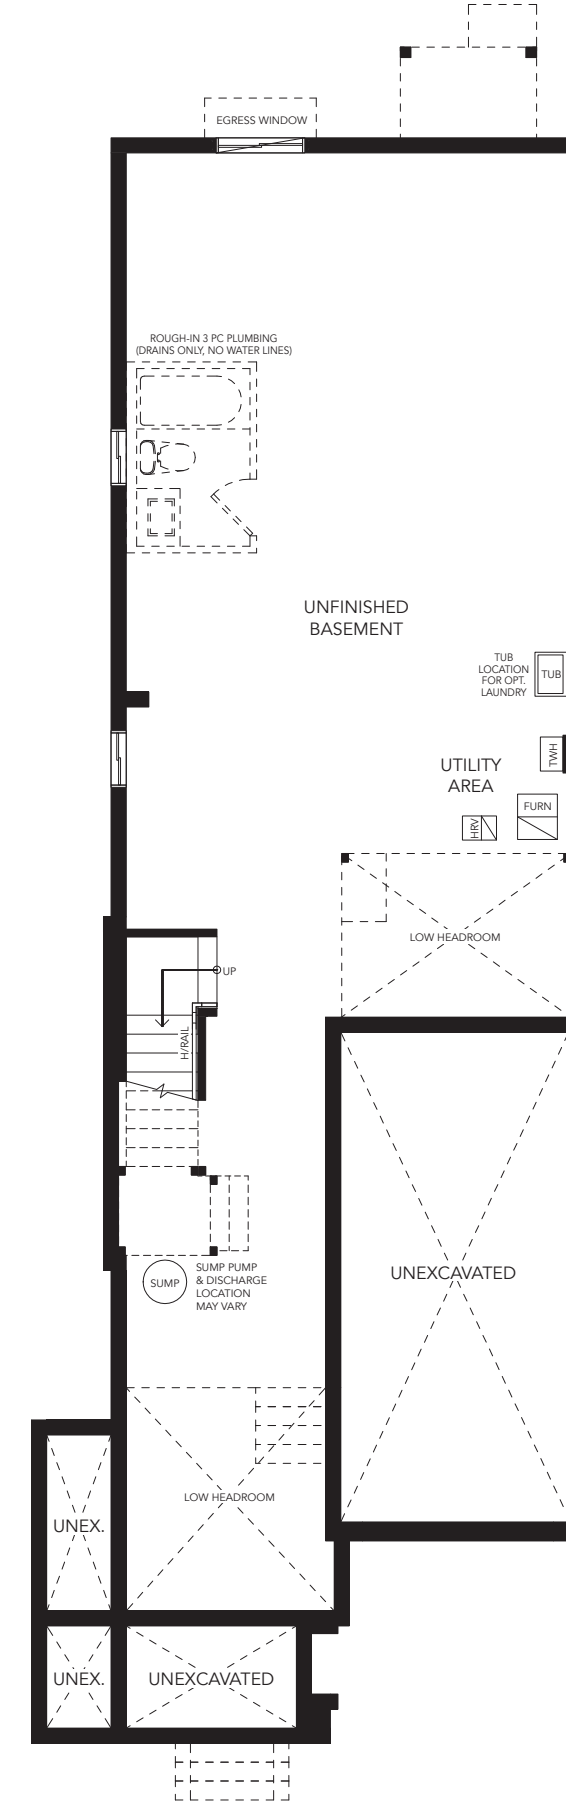 EGRESS WINDOW
ROUGH-IN 3 PC PLUMBING
(DRAINS ONLY, NO WATER LINES)
UNFINISHED
BASEMENT
TUB
LOCATION
FOR OPT.
LAUNDRY
TUB
TWH
UTILITY
AREA
FURN
HRV
LOW HEADROOM
UP
H/RAIL
UNEXCAVATED
SUMP
SUMP PUMP
& DISCHARGE
LOCATION
MAY VARY
LOW HEADROOM
UNEX.
UNEX.
UNEXCAVATED